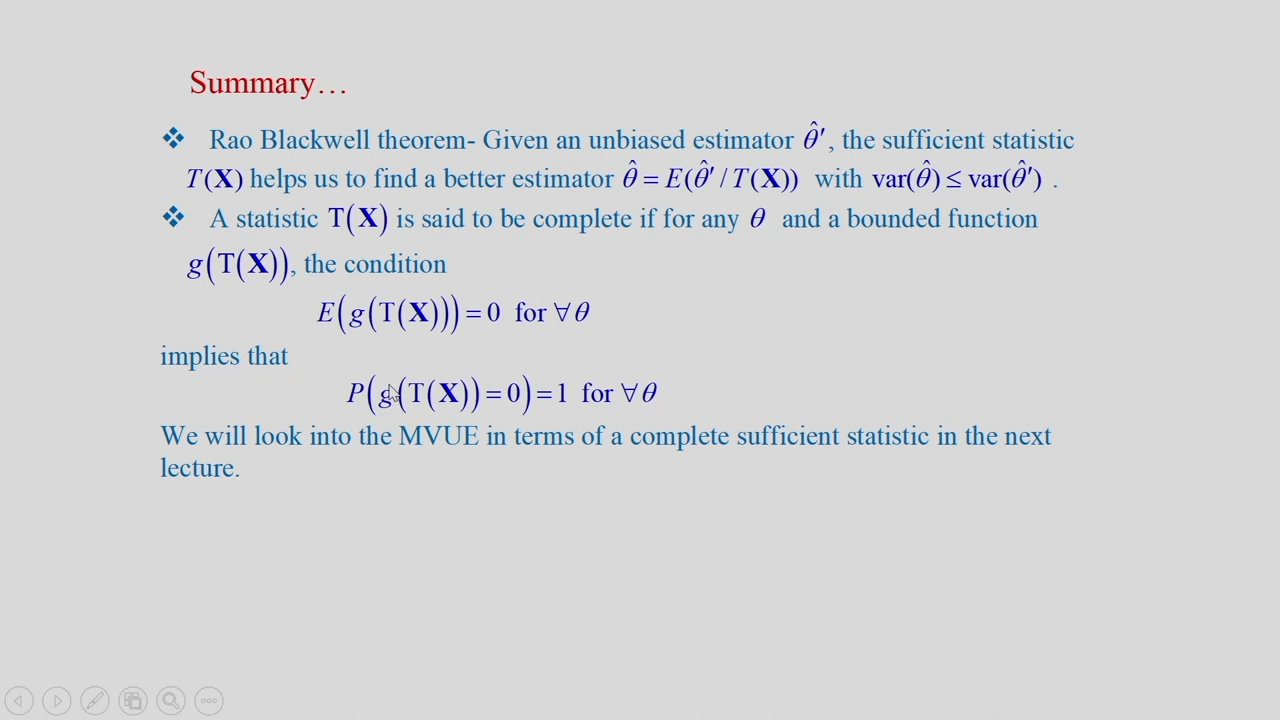 Summary…
❖ Rao Blackwell theorem- Given an unbiased estimator θ̂′, the sufficient statistic
T(X) helps us to find a better estimator θ̂ = E(θ̂′ / T(X)) with var(θ̂) ≤ var(θ̂′) .
❖ A statistic T(X) is said to be complete if for any θ and a bounded function
g(T(X)), the condition
E(g(T(X))) = 0 for ∀θ
implies that
P(g(T(X)) = 0) = 1 for ∀θ
We will look into the MVUE in terms of a complete sufficient statistic in the next
lecture.